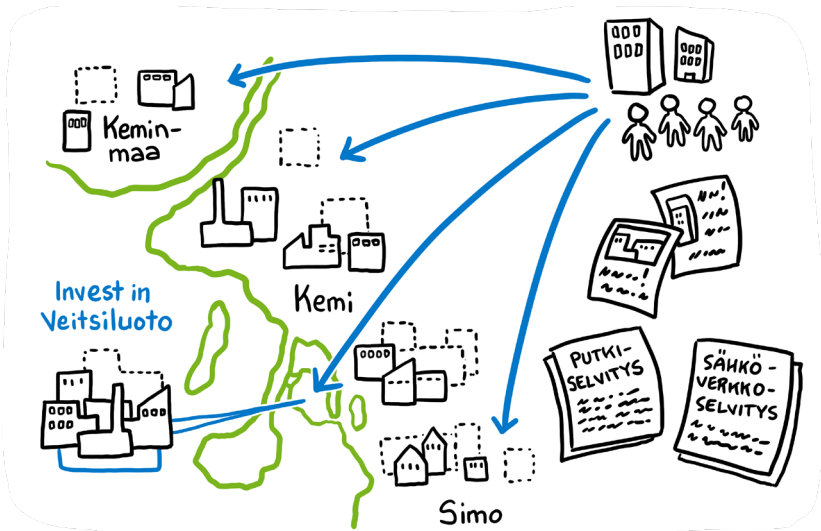 Kemin-
maa
Kemi
Invest in
Veitsiluoto
Simo
PUTKI-
SELVITYS
SÄHKÖ-
VERKKO-
SELVITYS